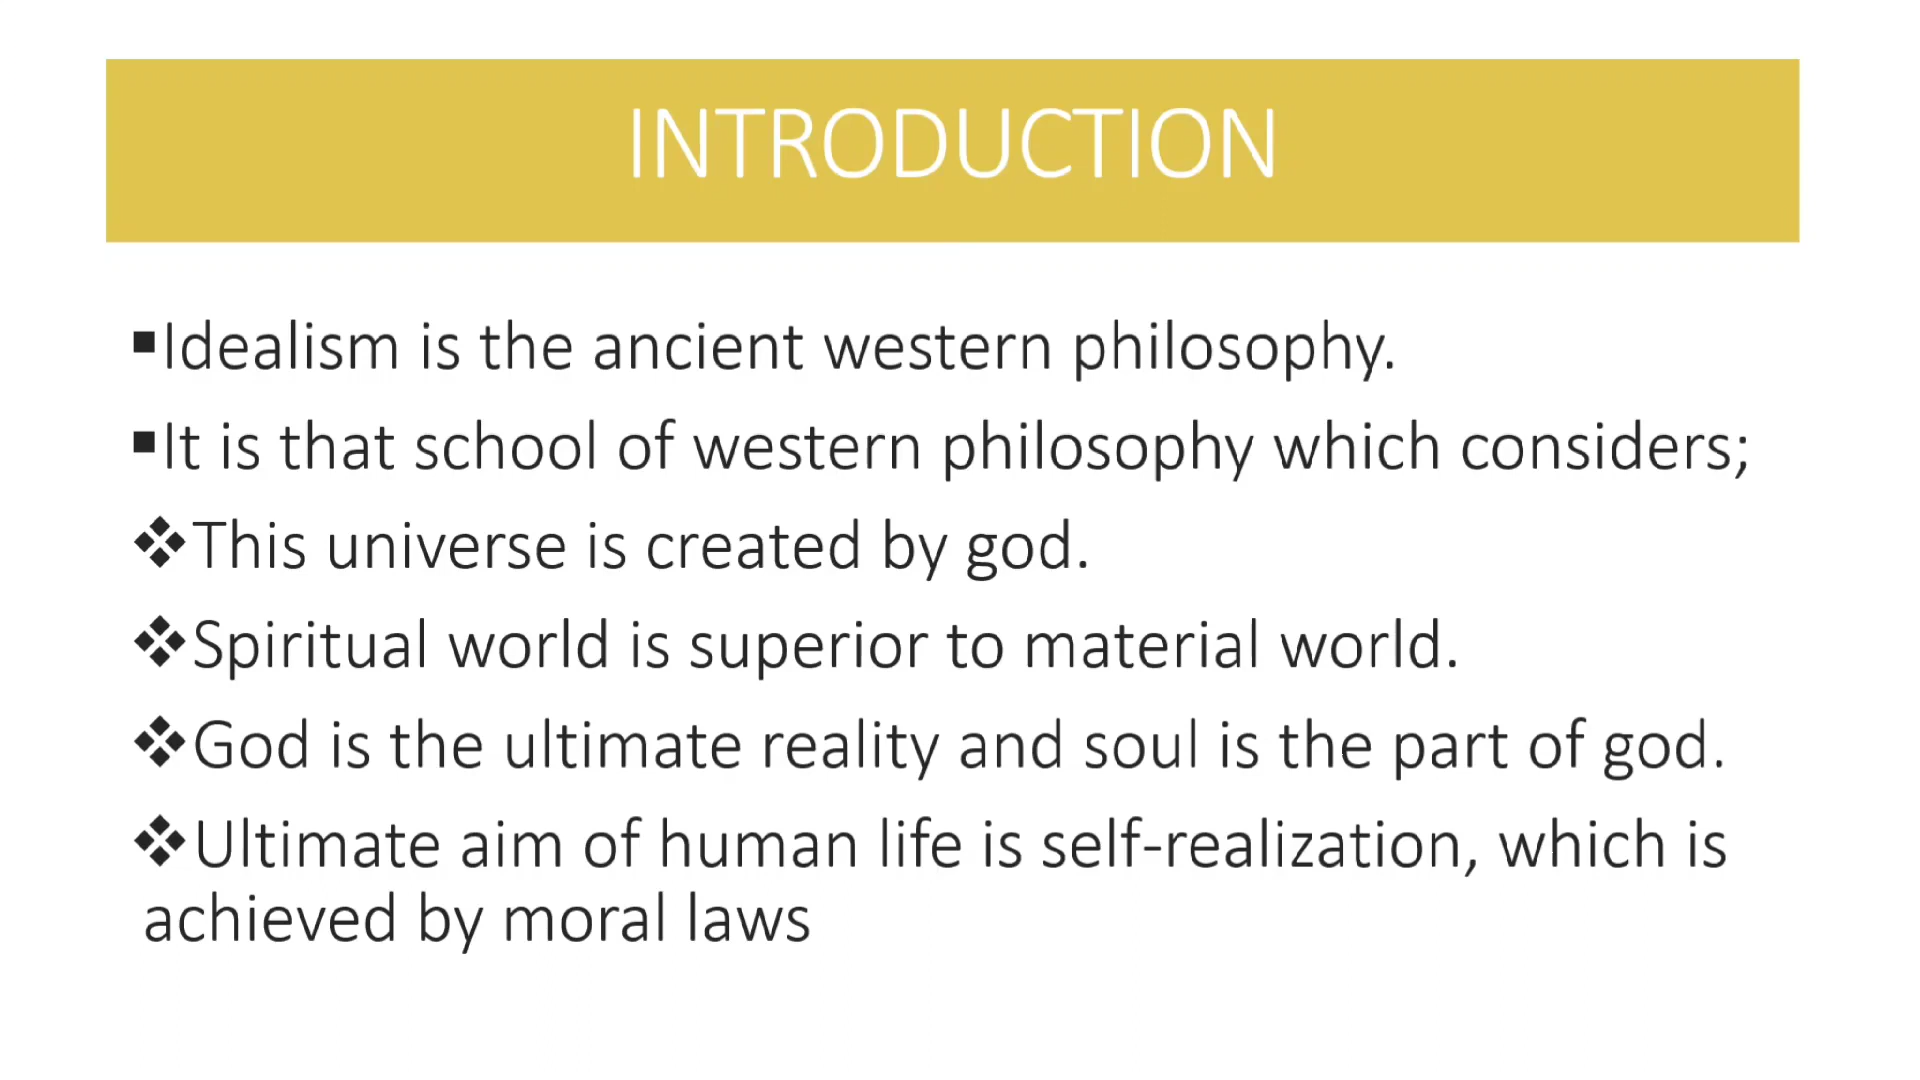 INTRODUCTION
▪Idealism is the ancient western philosophy.
▪It is that school of western philosophy which considers;
❖This universe is created by god.
❖Spiritual world is superior to material world.
❖God is the ultimate reality and soul is the part of god.
❖Ultimate aim of human life is self-realization, which is
achieved by moral laws